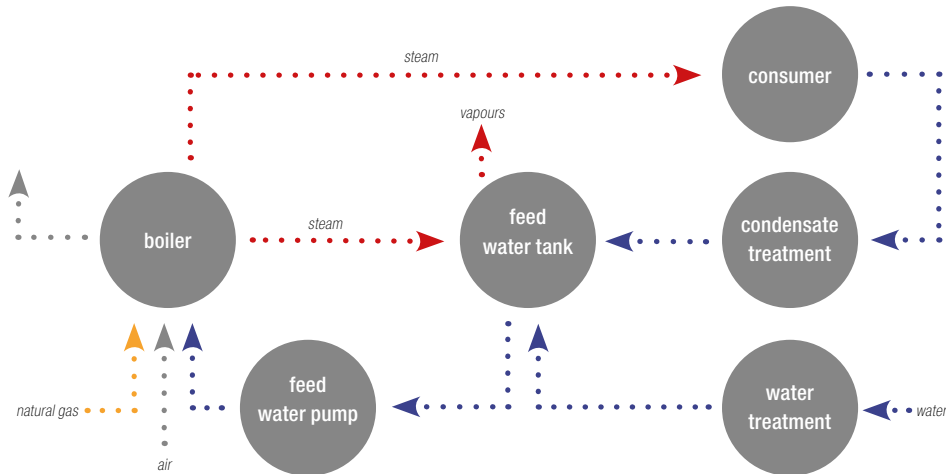 steam
consumer
vapours
boiler
steam
feed
water tank
condensate
treatment
natural gas
air
feed
water pump
water
treatment
water